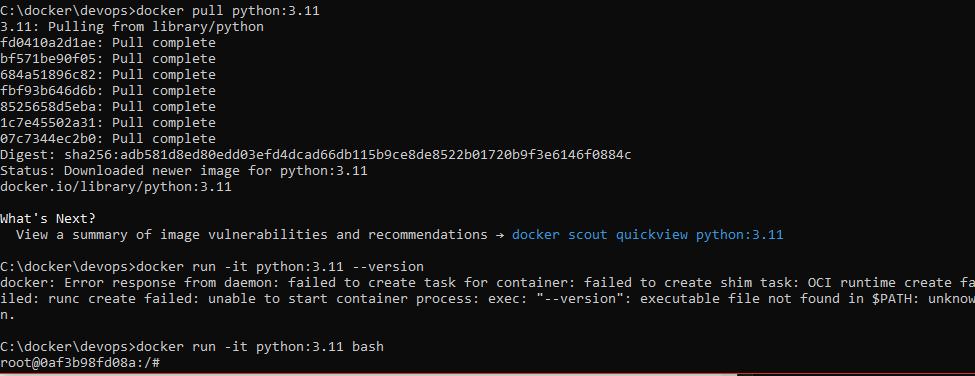 C:\docker\devops>docker pull python:3.11
3.11: Pulling from library/python
fd0410a2d1ae: Pull complete
bf571be90f05: Pull complete
684a51896c82: Pull complete
fbf93b646d6b: Pull complete
8525658d5eba: Pull complete
1c7e45502a31: Pull complete
07c7344ec2b0: Pull complete
Digest: sha256:adb581d8ed80edd03efd4dcad66db115b9ce8de8522b01720b9f3e6146f0884c
Status: Downloaded newer image for python:3.11
docker.io/library/python:3.11
What's Next?
View a summary of image vulnerabilities and recommendations → docker scout quickview python:3.11
C:\docker\devops>docker run -it python:3.11 --version
docker: Error response from daemon: failed to create task for container: failed to create shim task: OCI runtime create fa
iled: runc create failed: unable to start container process: exec: "--version": executable file not found in $PATH: unknow
n.
C:\docker\devops>docker run -it python:3.11 bash
root@0af3b98fd08a:/#